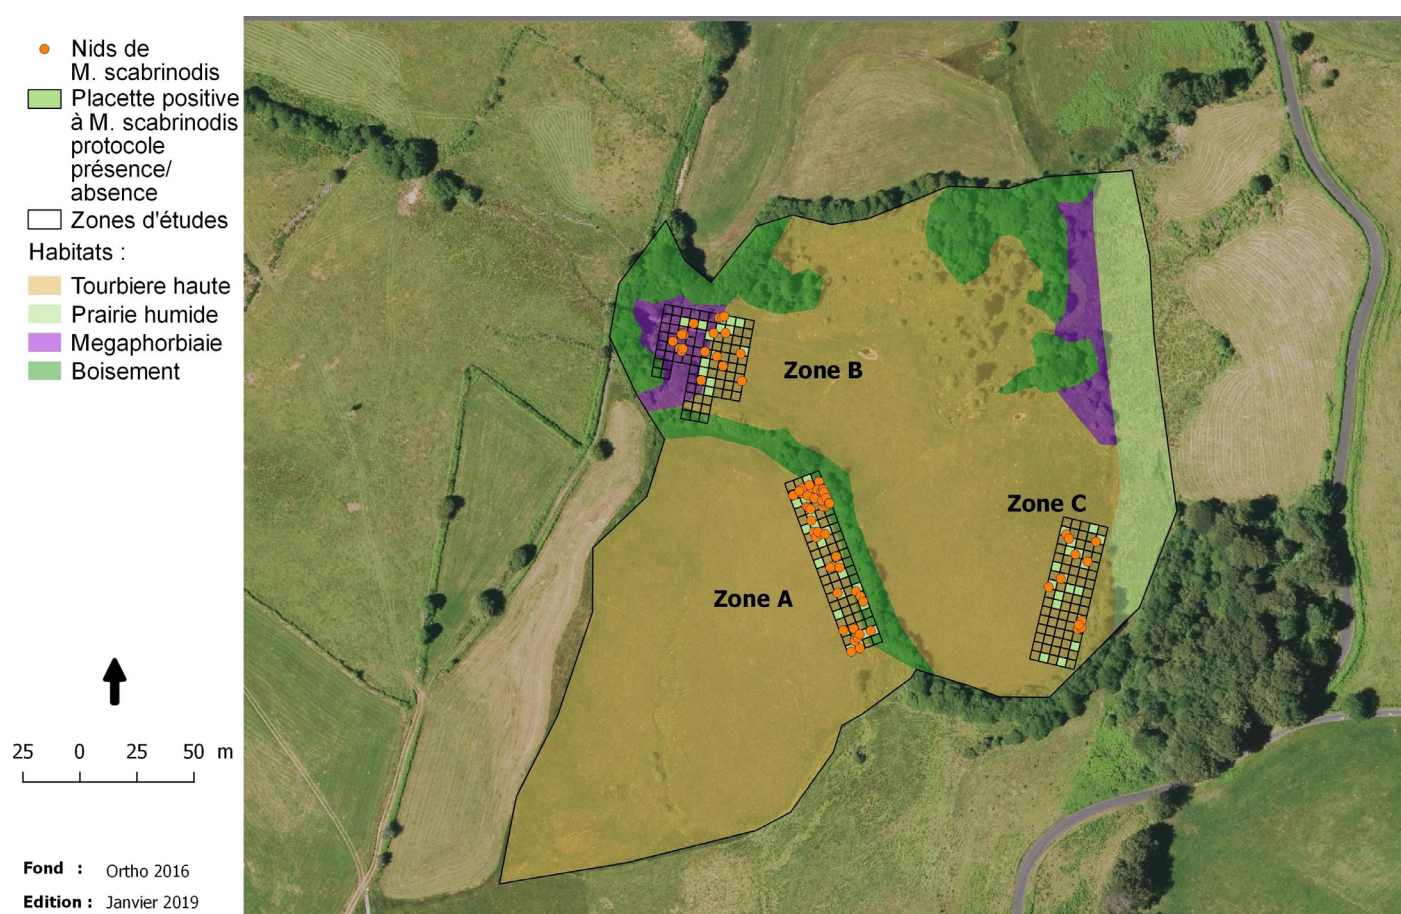 Nids de
M. scabrinodis
Placette positive
à M. scabrinodis
protocole
présence/
absence
Zones d'études
Habitats :
Tourbiere haute
Prairie humide
Megaphorbiaie
Boisement
Zone B
Zone C
Zone A
25 0 25 50 m
Fond : Ortho 2016
Edition : Janvier 2019